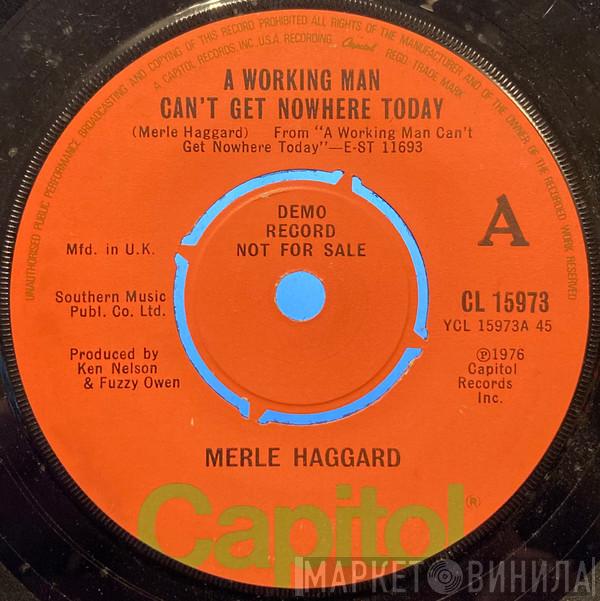 UNAUTHORISED PUBLIC PERFORMANCE BROADCASTING AND COPYING OF THIS RECORD PROHIBITED ALL RIGHTS OF THE MANUFACTURER AND OF THE OWNER OF THE RECORDED WORK RESERVED
A CAPITOL RECORDS, INC., U.S.A. RECORDING. Capitol REGD. TRADE MARK
A WORKING MAN
CAN'T GET NOWHERE TODAY
(Merle Haggard) From "A Working Man Can't
Get Nowhere Today"—E-ST 11693
DEMO
RECORD
NOT FOR SALE
A
Mfd. in U.K.
Southern Music
Publ. Co. Ltd.
Produced by
Ken Nelson
& Fuzzy Owen
CL 15973
YCL 15973A 45
Ⓟ1976
Capitol
Records
Inc.
MERLE HAGGARD
Capitol®
МАРКЕТ ВИНИЛА